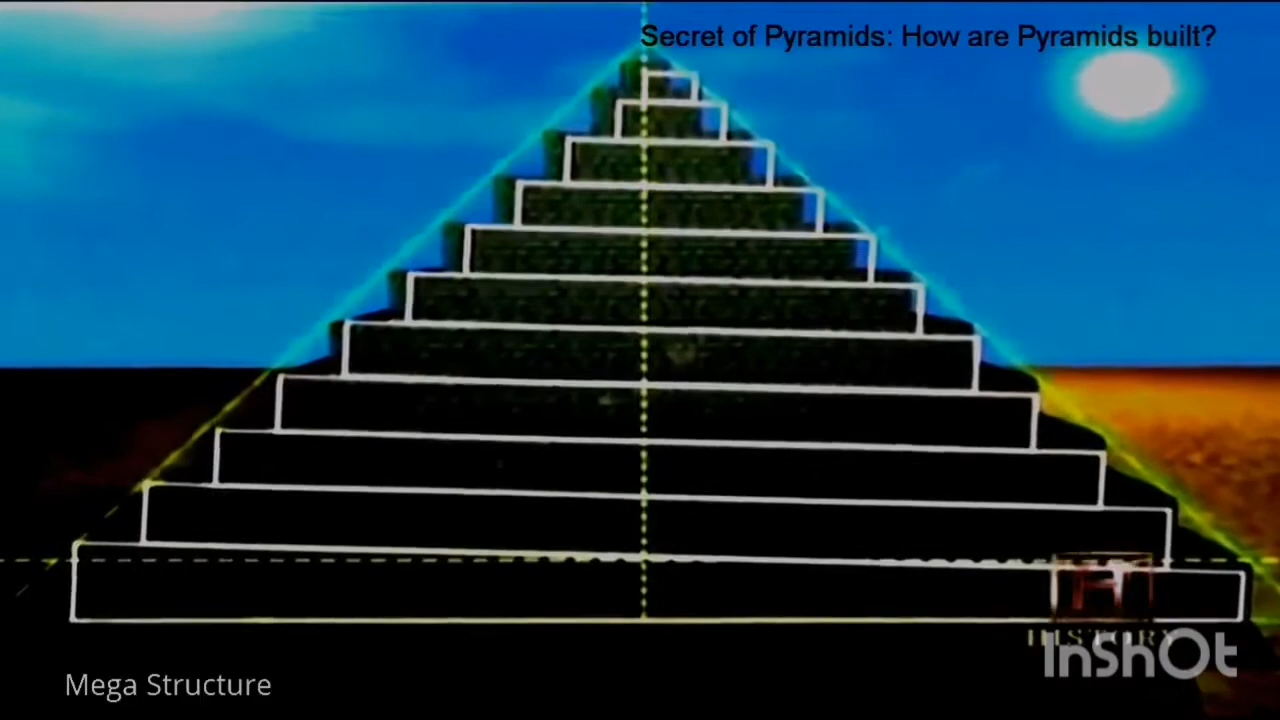 Secret of Pyramids: How are Pyramids built?
H
HISTORY
InShOt
Mega Structure